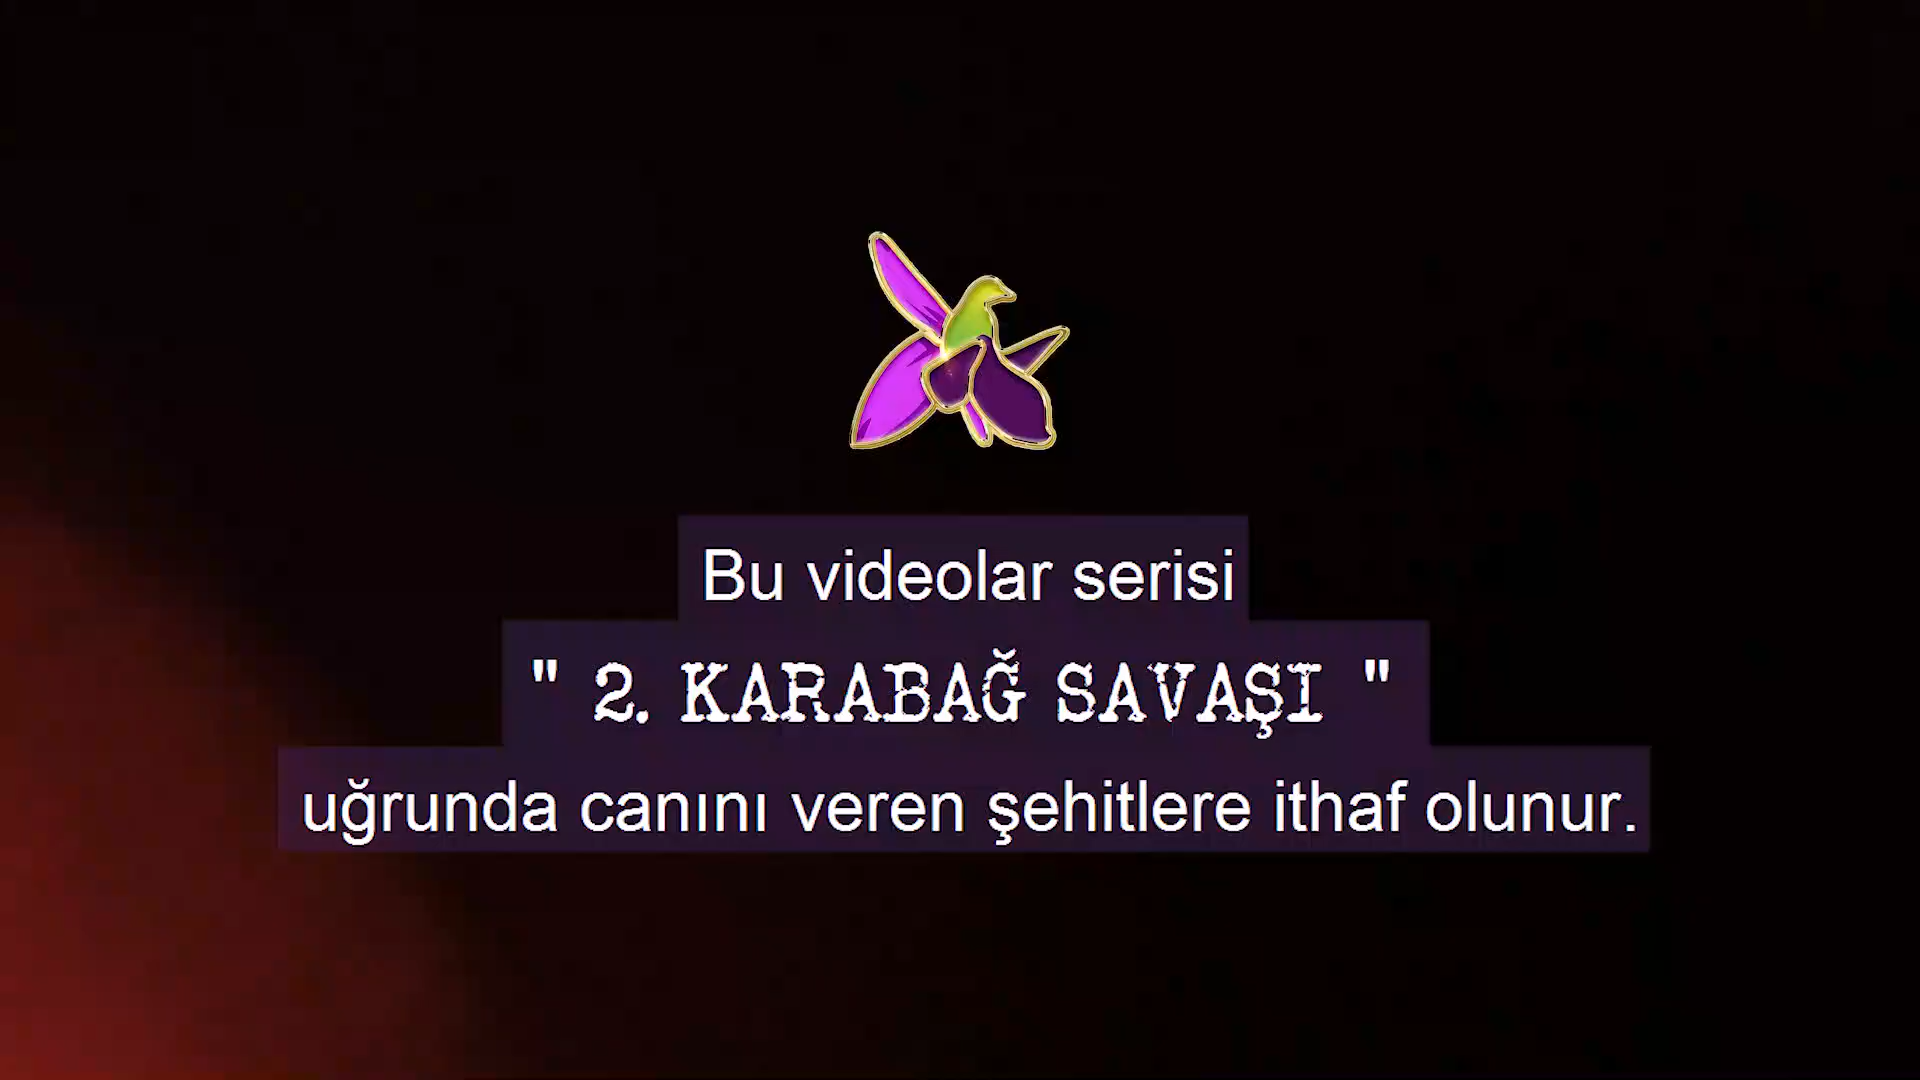 Bu videolar serisi
" 2. KARABAĞ SAVAŞI "
uğrunda canını veren şehitlere ithaf olunur.